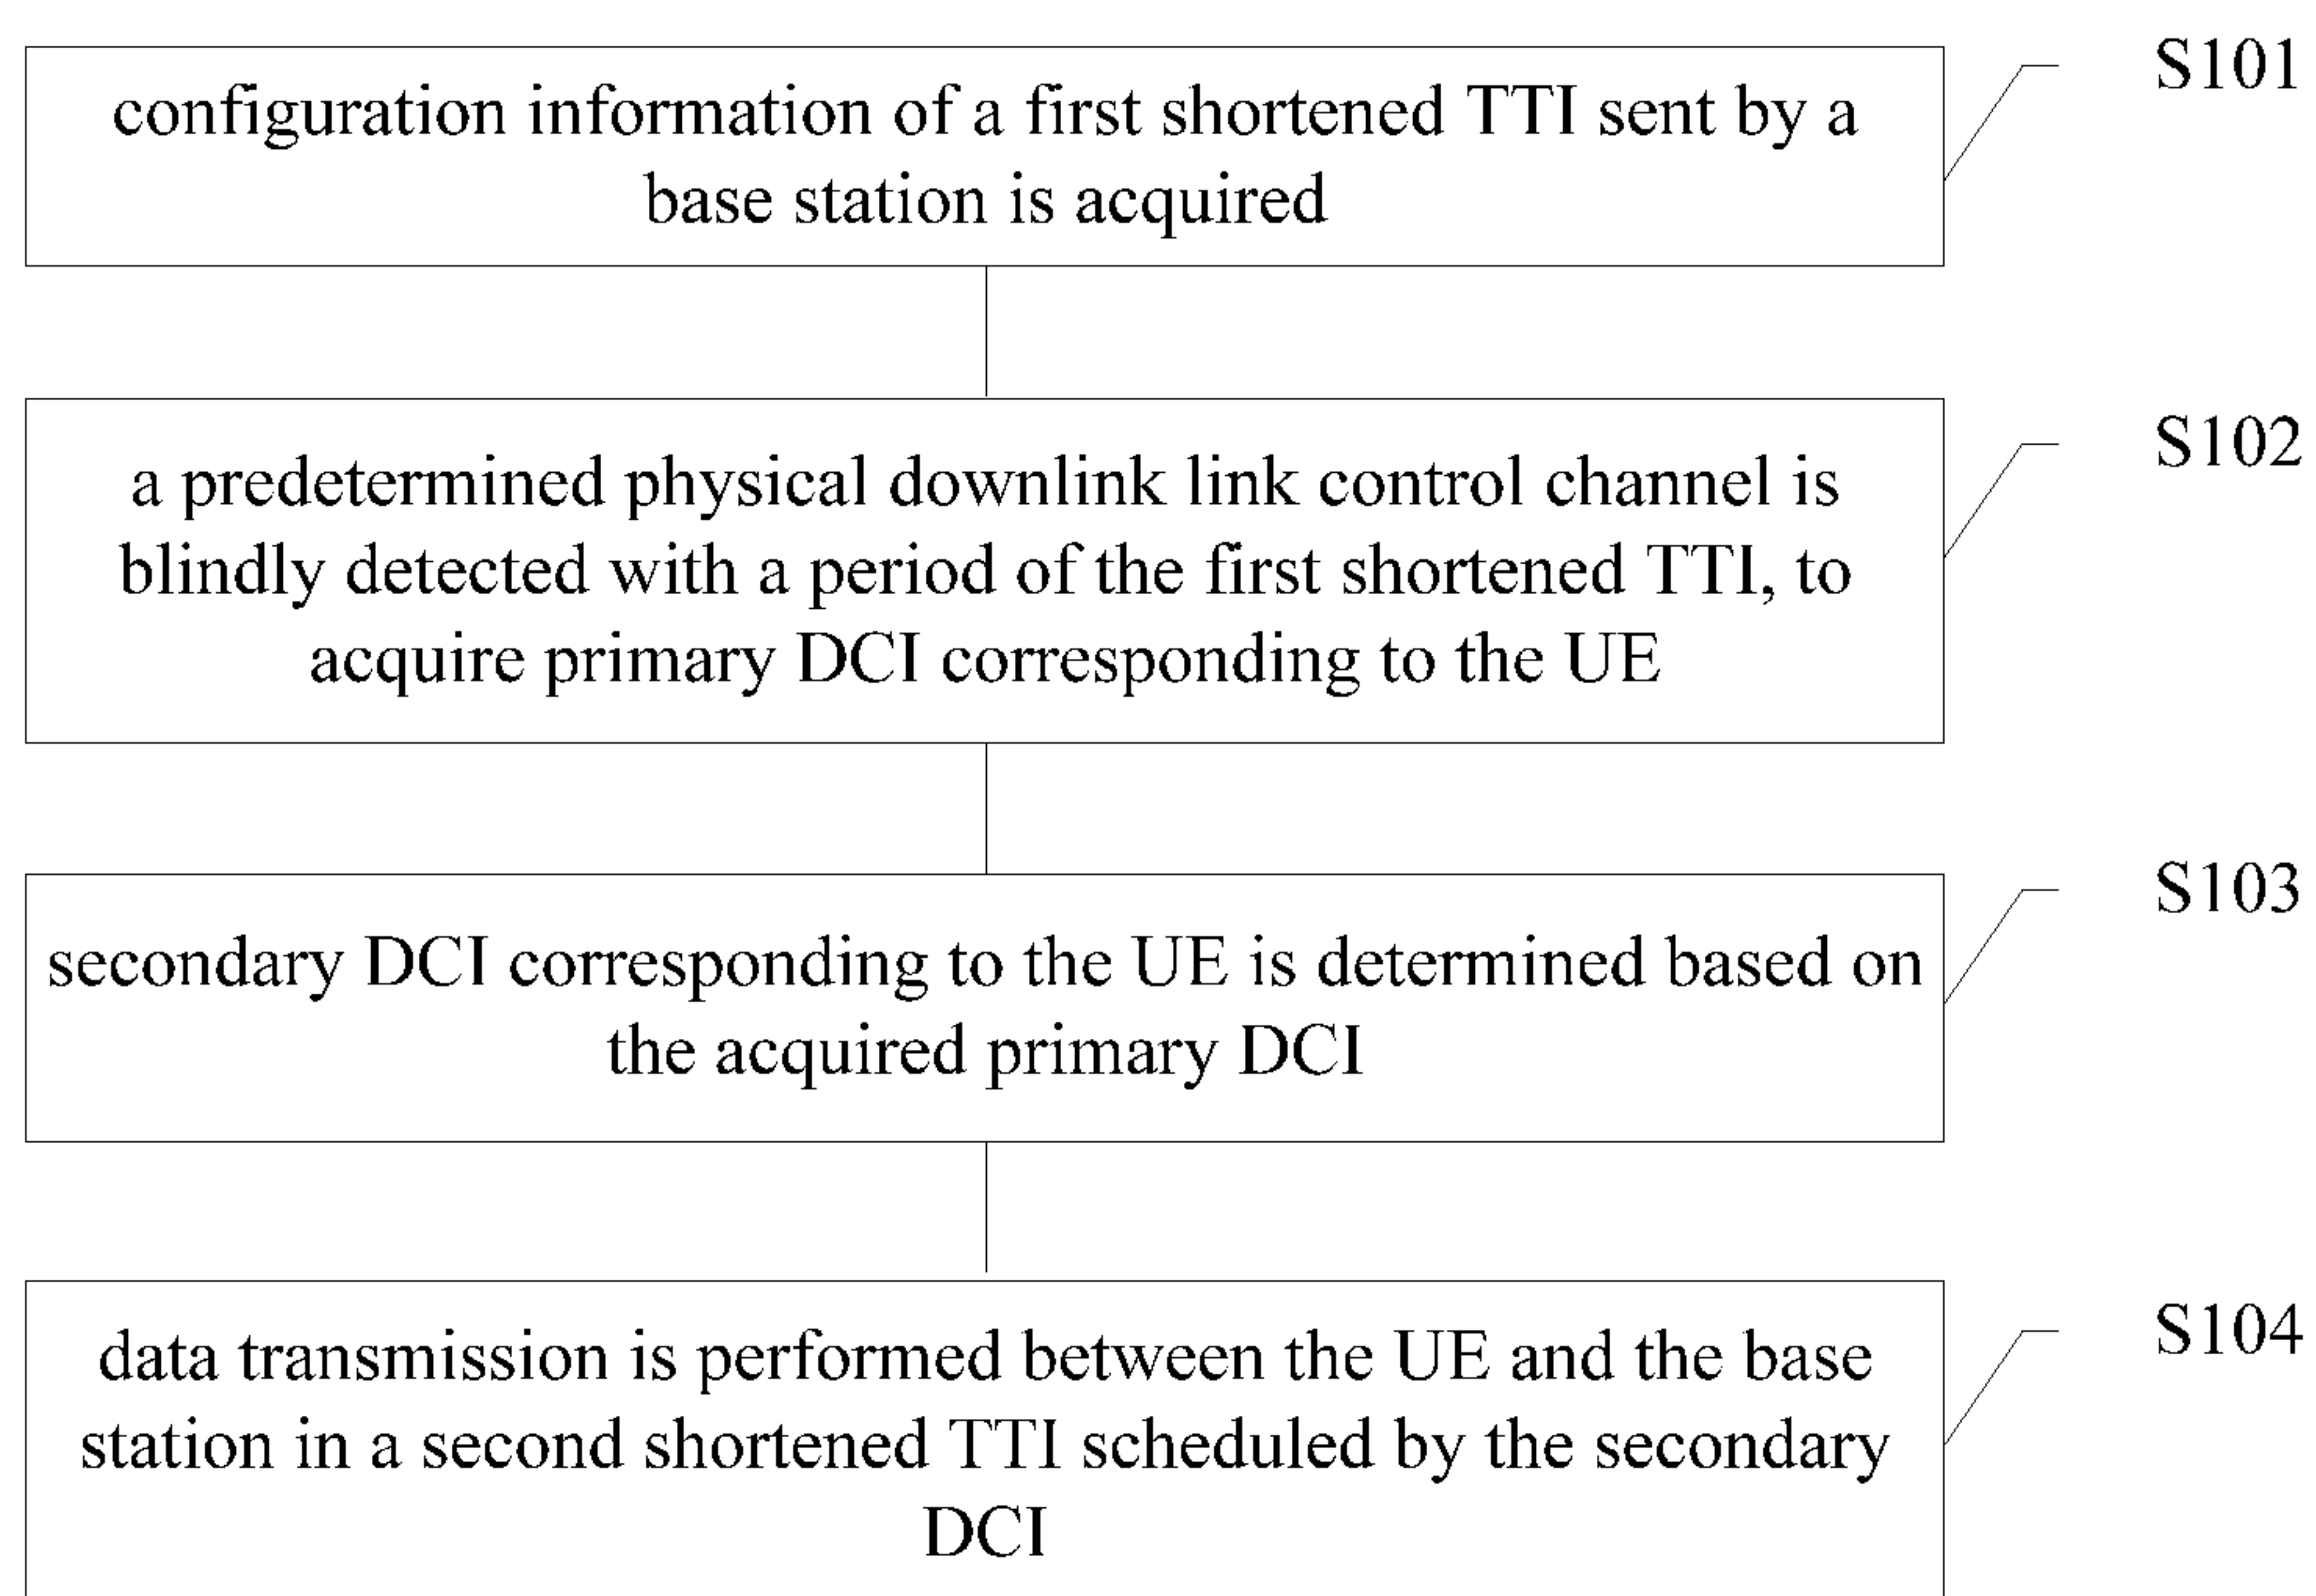 configuration information of a first shortened TTI sent by a
base station is acquired
S101
a predetermined physical downlink link control channel is
blindly detected with a period of the first shortened TTI, to
acquire primary DCI corresponding to the UE
S102
secondary DCI corresponding to the UE is determined based on
the acquired primary DCI
S103
data transmission is performed between the UE and the base
station in a second shortened TTI scheduled by the secondary
DCI
S104